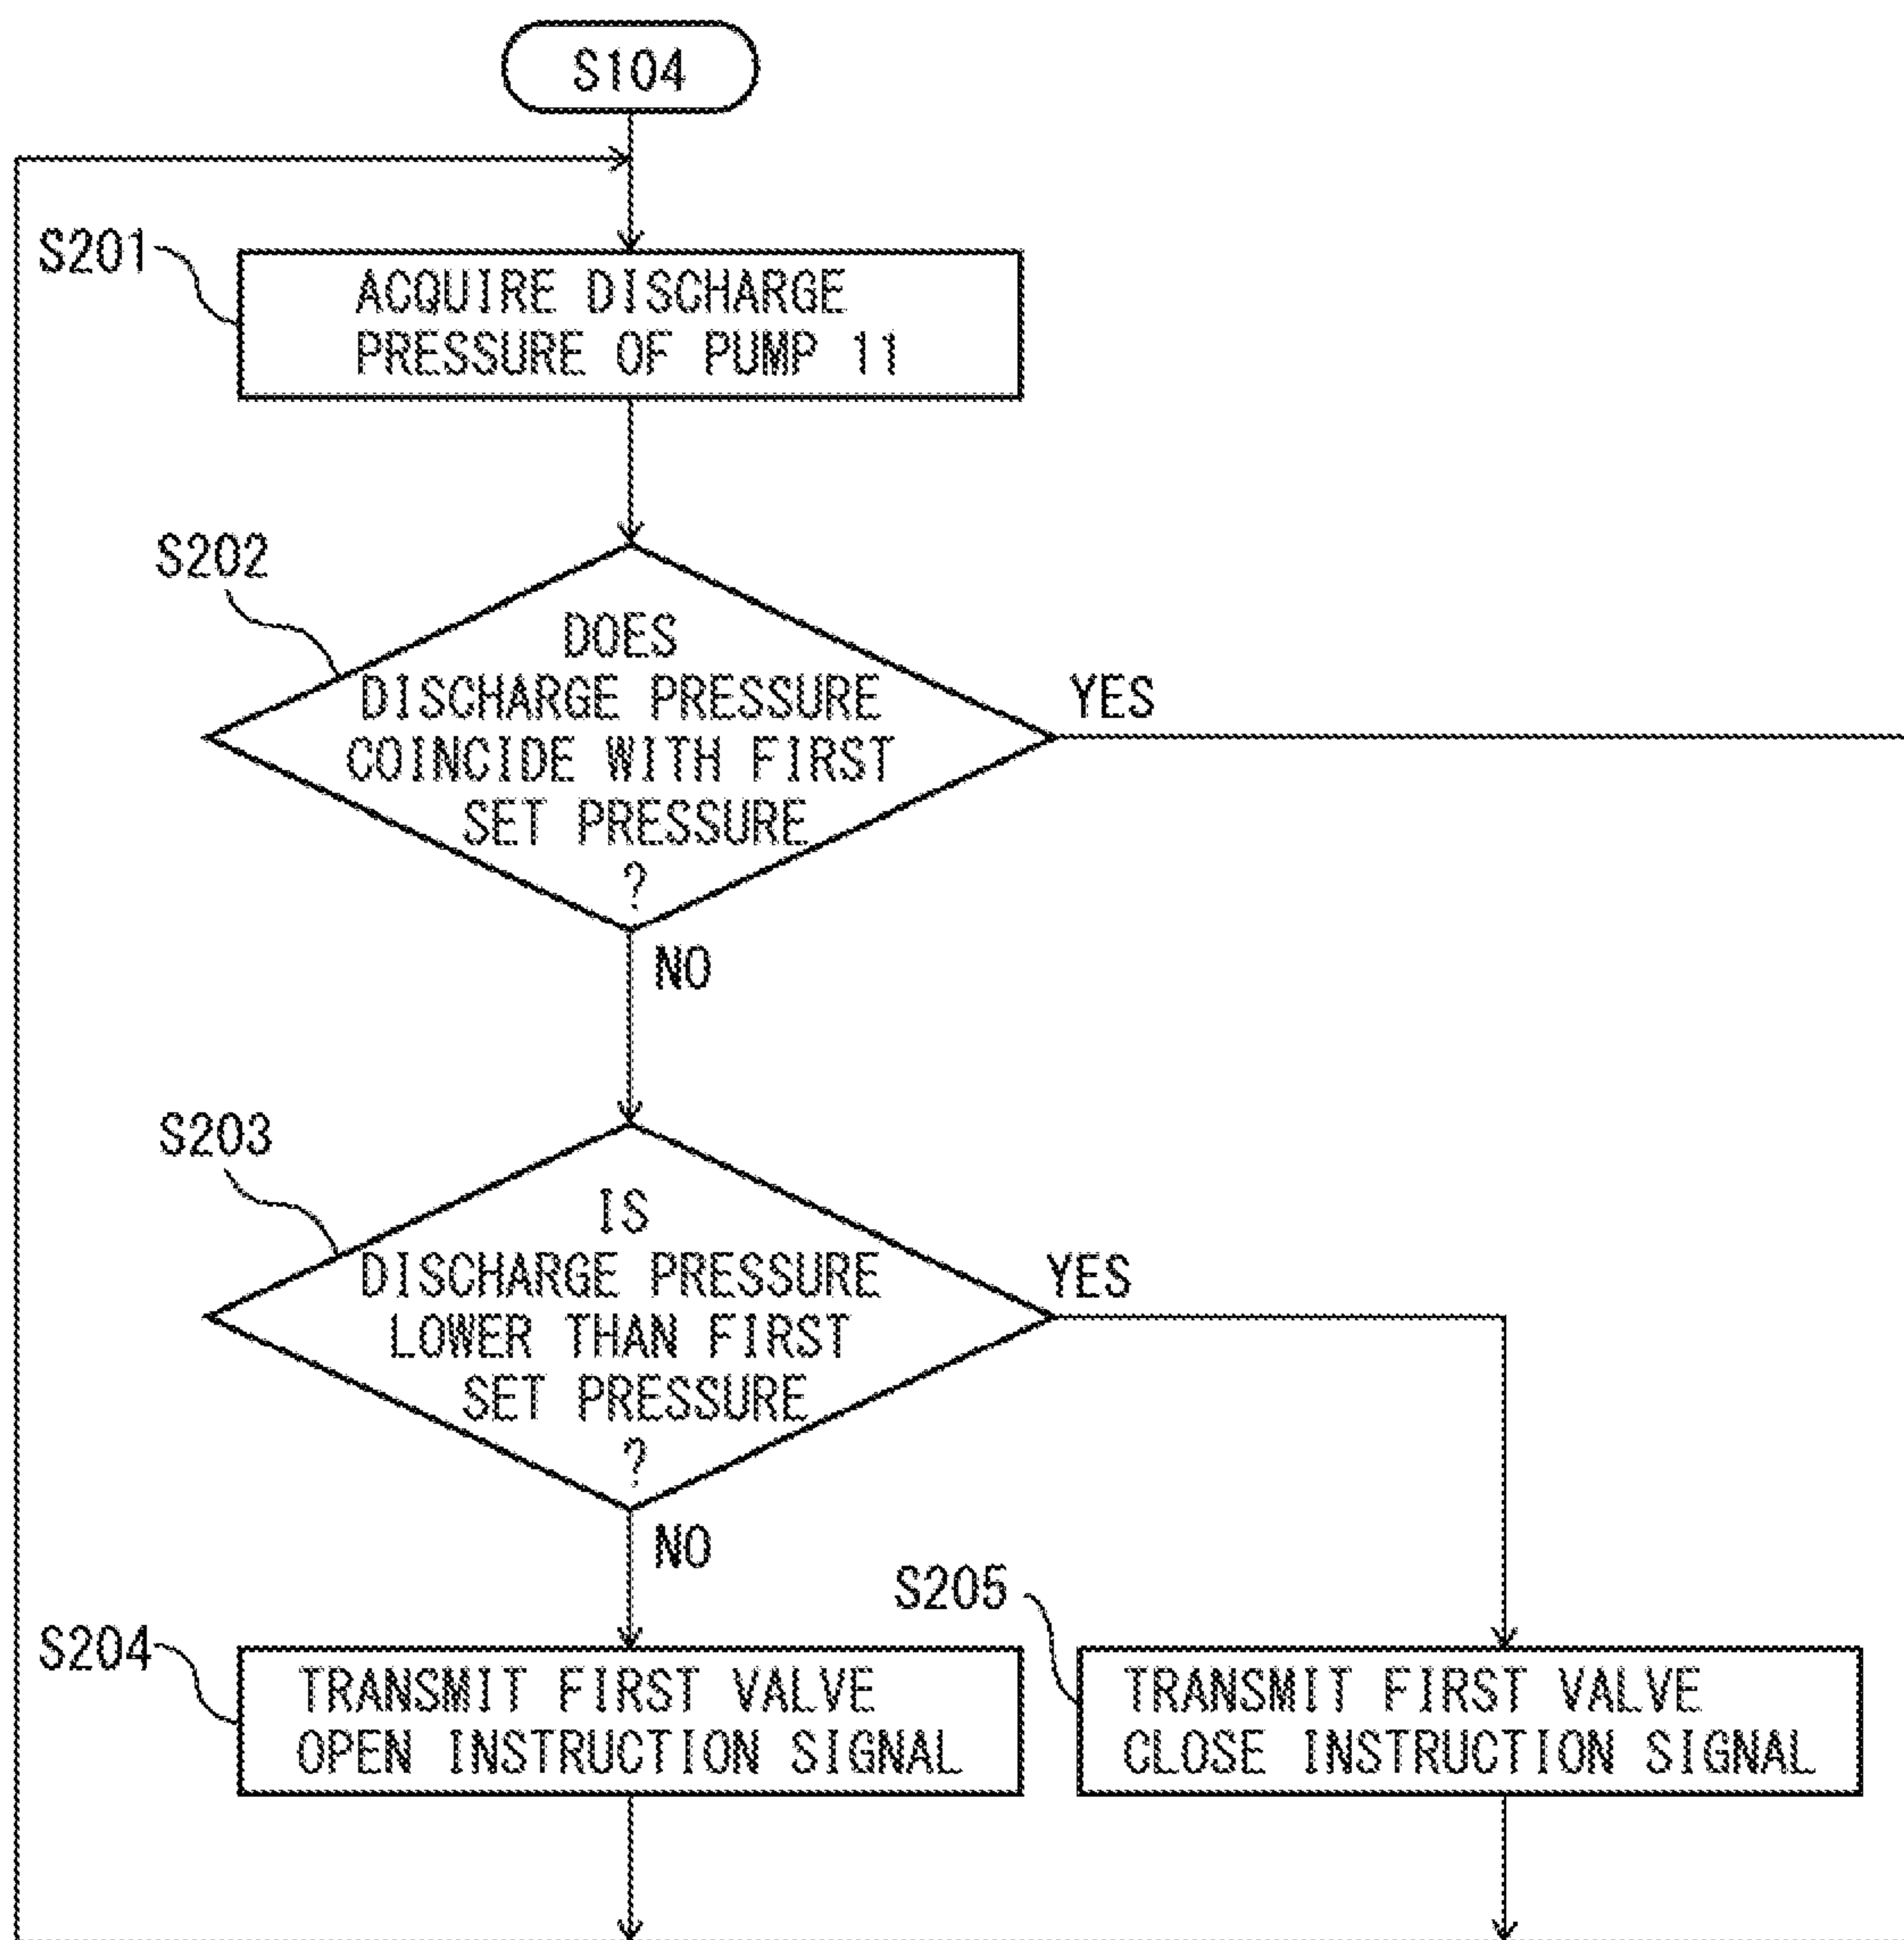 S104
S201
ACQUIRE DISCHARGE
PRESSURE OF PUMP 11
S202
DOES
DISCHARGE PRESSURE
COINCIDE WITH FIRST
SET PRESSURE
?
YES
NO
S203
IS
DISCHARGE PRESSURE
LOWER THAN FIRST
SET PRESSURE
?
YES
NO
S204
TRANSMIT FIRST VALVE
OPEN INSTRUCTION SIGNAL
S205
TRANSMIT FIRST VALVE
CLOSE INSTRUCTION SIGNAL